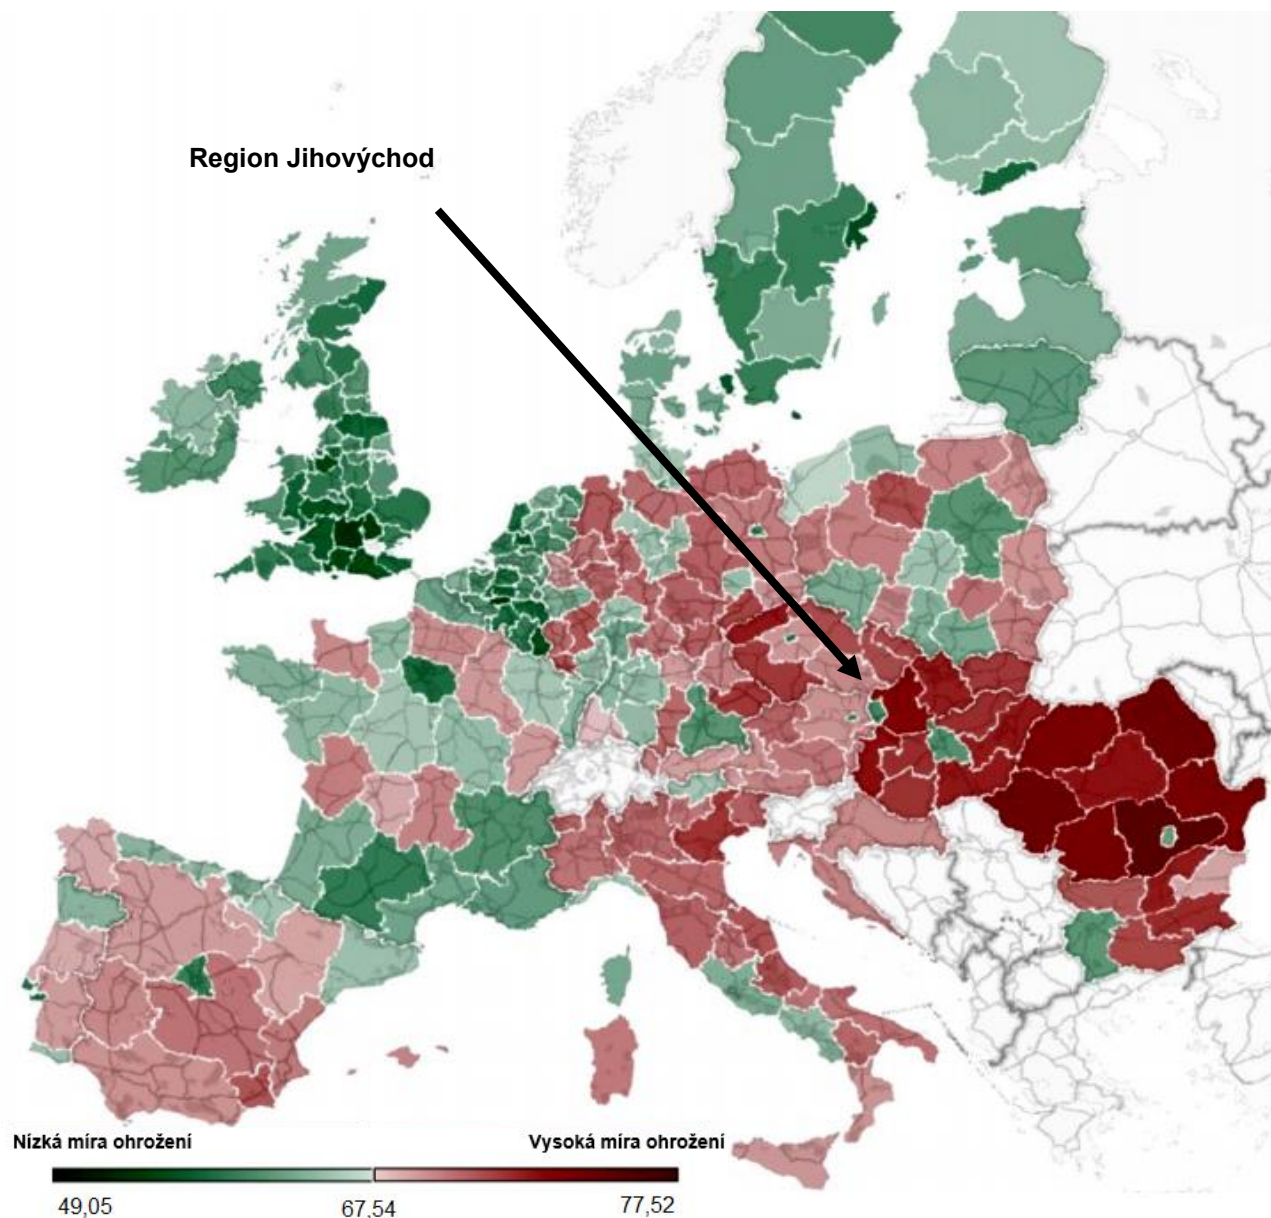 Region Jihovýchod
Nízká míra ohrožení
Vysoká míra ohrožení
49,05
67,54
77,52